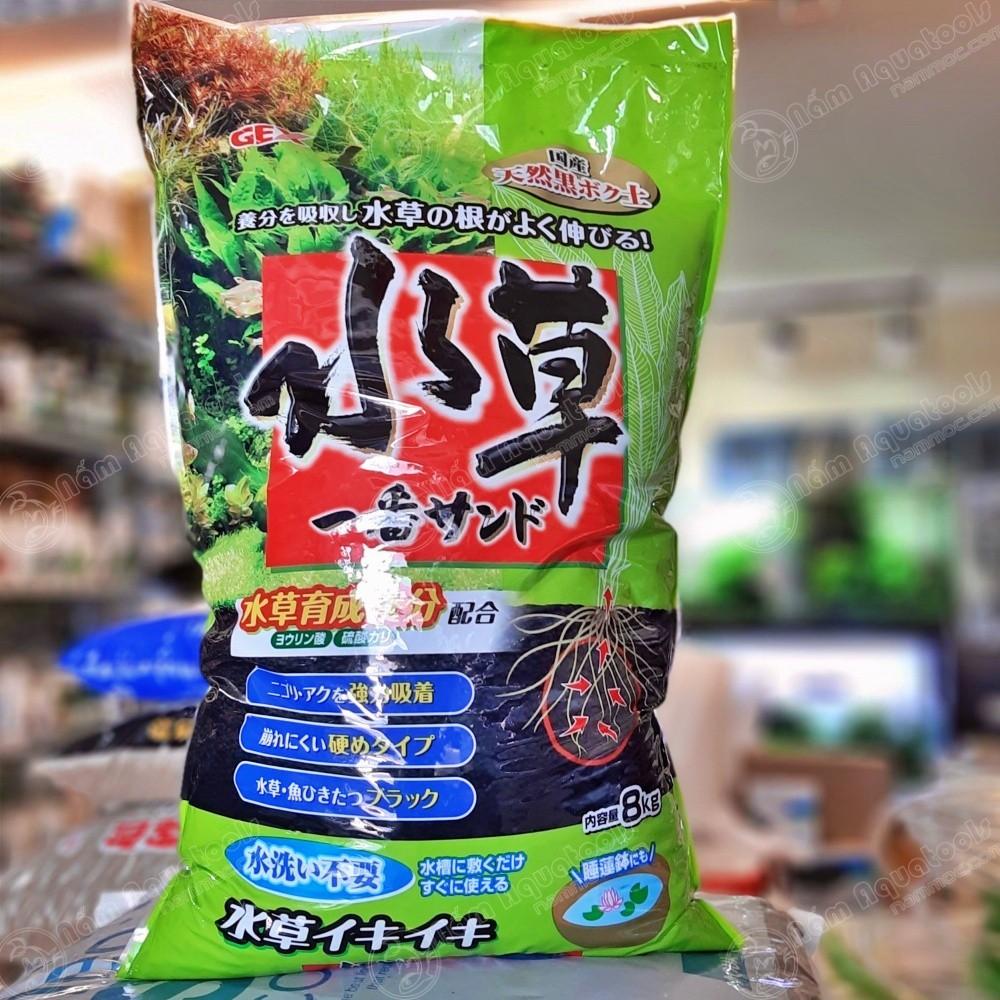 GEX
国産
天然黒ボク土
養分を吸収し水草の根がよく伸びる!
水草
一番サンド
水草育成 分配合
ヨウリン酸 硫酸カリ
ニゴリ・アクを強力吸着
崩れにくい硬めタイプ
水草・魚ひきたつブラック
内容量8kg
水洗い不要
水槽に敷くだけ
すぐに使える
睡蓮鉢にも
水草イキイキ
Nấm Aquatools
nammoc.com